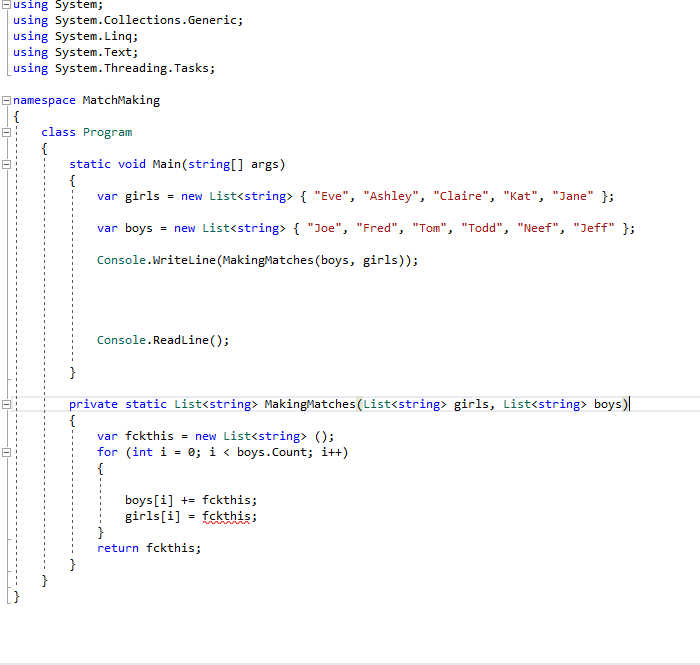 using System;
using System.Collections.Generic;
using System.Linq;
using System.Text;
using System.Threading.Tasks;
namespace MatchMaking
{
class Program
{
static void Main(string[] args)
{
var girls = new List<string> { "Eve", "Ashley", "Claire", "Kat", "Jane" };
var boys = new List<string> { "Joe", "Fred", "Tom", "Todd", "Neef", "Jeff" };
Console.WriteLine(MakingMatches(boys, girls));
Console.ReadLine();
}
private static List<string> MakingMatches(List<string> girls, List<string> boys)
{
var fckthis = new List<string> ();
for (int i = 0; i < boys.Count; i++)
{
boys[i] += fckthis;
girls[i] = fckthis;
}
return fckthis;
}
}
}